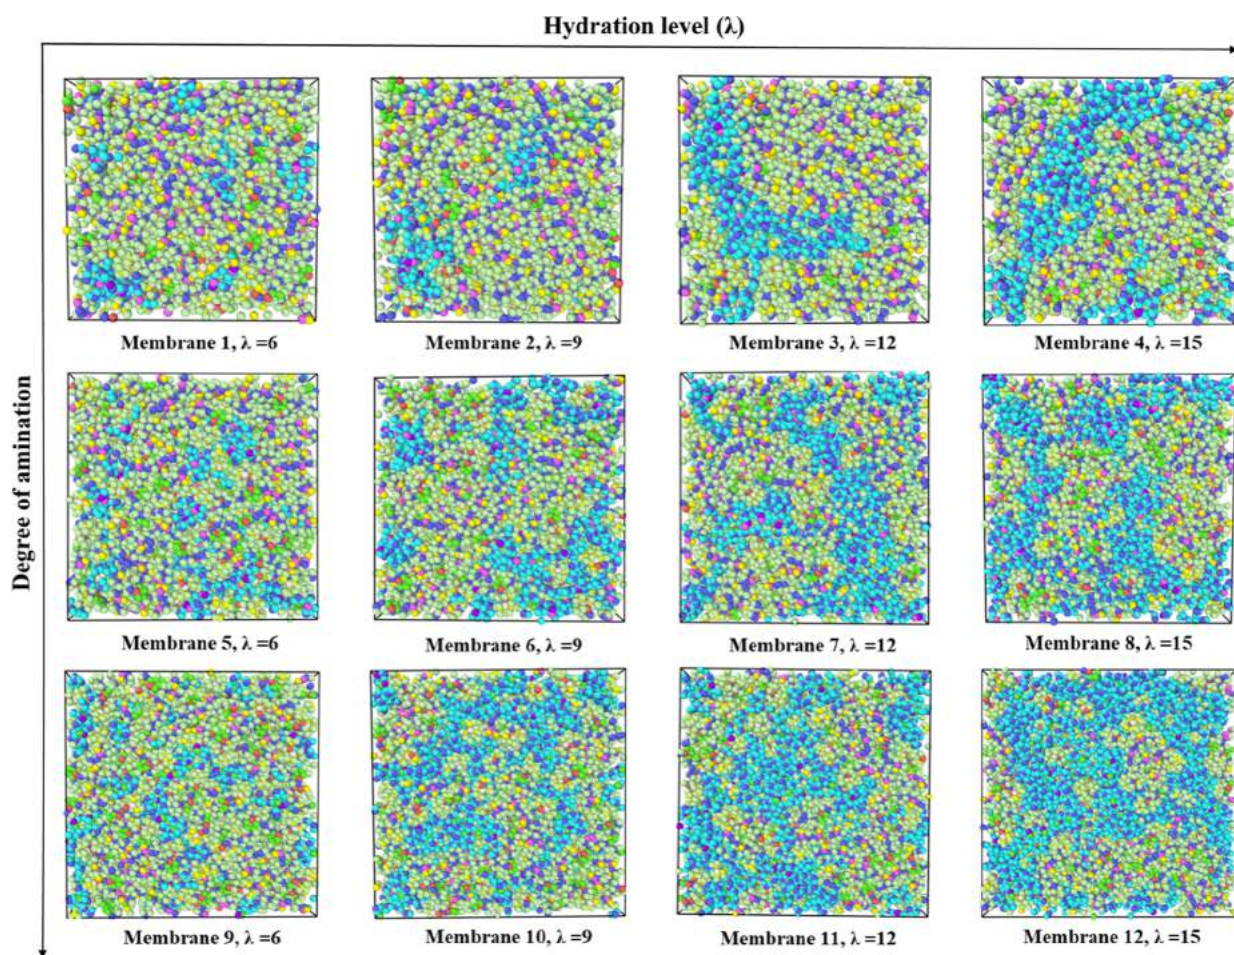 Hydration level (λ)
Degree of amination
Membrane 1, λ =6
Membrane 2, λ =9
Membrane 3, λ =12
Membrane 4, λ =15
Membrane 5, λ =6
Membrane 6, λ =9
Membrane 7, λ =12
Membrane 8, λ =15
Membrane 9, λ =6
Membrane 10, λ =9
Membrane 11, λ =12
Membrane 12, λ =15